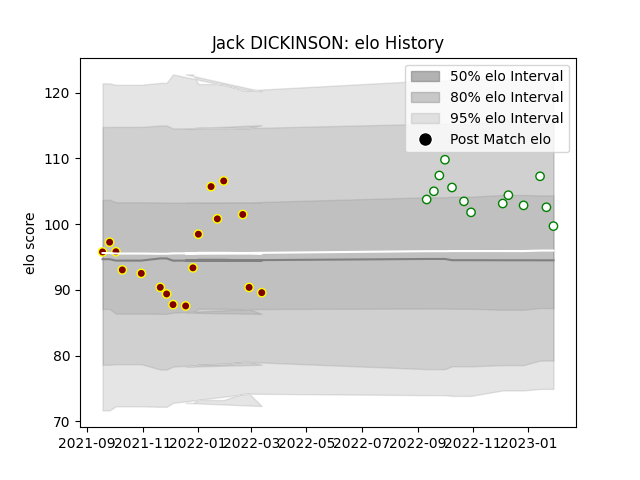 Jack DICKINSON: elo History
50% elo Interval
80% elo Interval
95% elo Interval
Post Match elo
elo score
120
110
100
90
80
70
2021-09 2021-11 2022-01 2022-03 2022-05 2022-07 2022-09 2022-11 2023-01